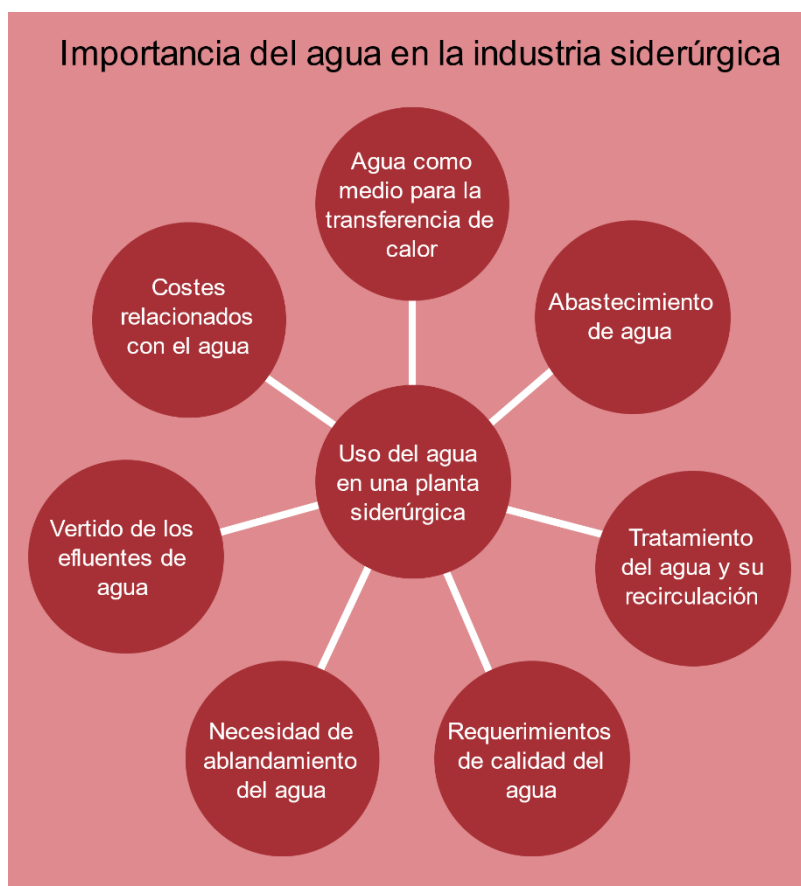 Importancia del agua en la industria siderúrgica
Agua como
medio para la
transferencia de
calor
Abastecimiento
de agua
Tratamiento
del agua y su
recirculación
Requerimientos
de calidad del
agua
Necesidad de
ablandamiento
del agua
Vertido de los
efluentes de
agua
Costes
relacionados
con el agua
Uso del agua
en una planta
siderúrgica